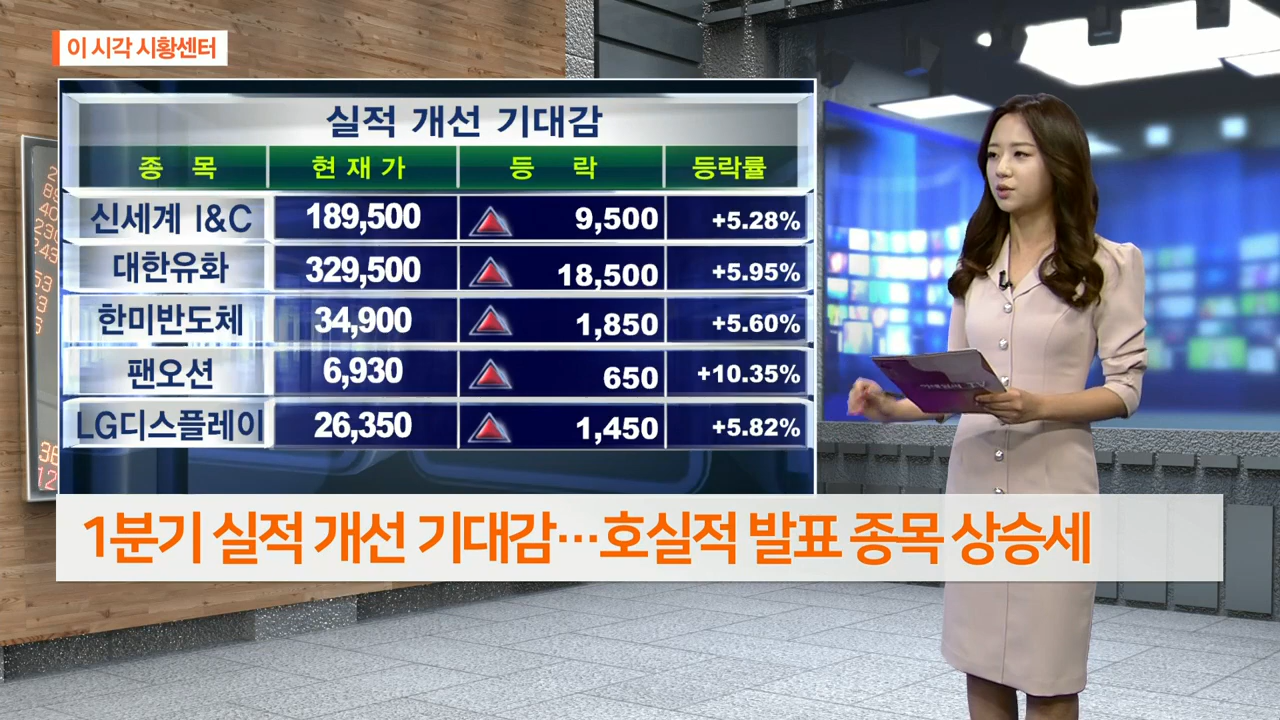 이 시각 시황센터
실적 개선 기대감
종 목 현 재 가 등 락 등락률
신세계 I&C 189,500 9,500 +5.28%
대한유화 329,500 18,500 +5.95%
한미반도체 34,900 1,850 +5.60%
팬오션 6,930 650 +10.35%
LG디스플레이 26,350 1,450 +5.82%
1분기 실적 개선 기대감…호실적 발표 종목 상승세